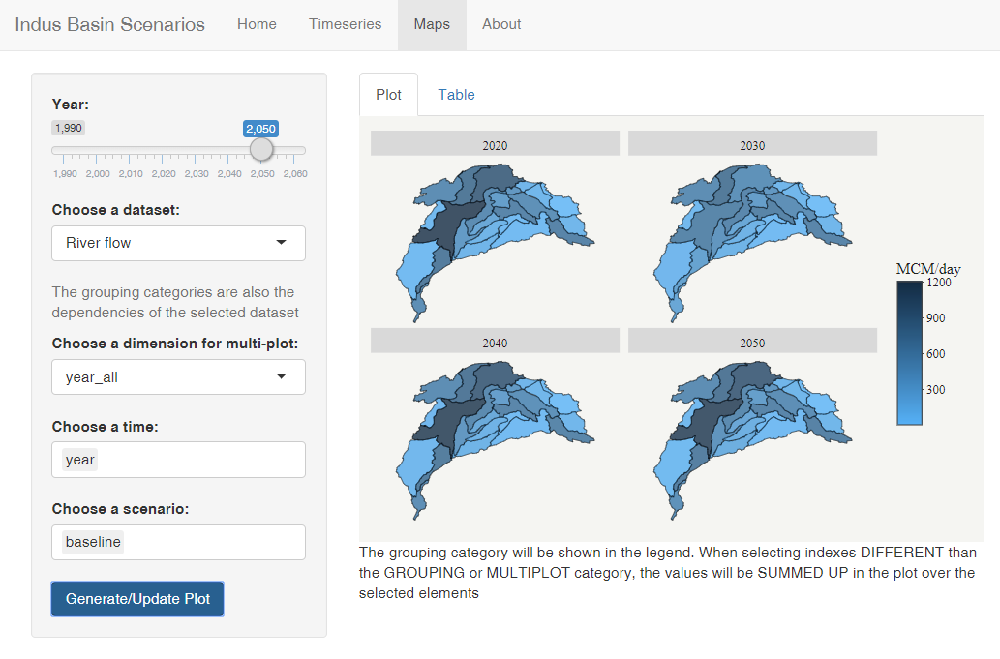 Indus Basin Scenarios Home Timeseries Maps About
Year:
1,990 2,050
1,990 2,000 2,010 2,020 2,030 2,040 2,050 2,060
Choose a dataset:
River flow
The grouping categories are also the
dependencies of the selected dataset
Choose a dimension for multi-plot:
year_all
Choose a time:
year
Choose a scenario:
baseline
Generate/Update Plot
Plot Table
2020 2030
2040 2050
MCM/day
1200
900
600
300
The grouping category will be shown in the legend. When selecting indexes DIFFERENT than
the GROUPING or MULTIPLOT category, the values will be SUMMED UP in the plot over the
selected elements